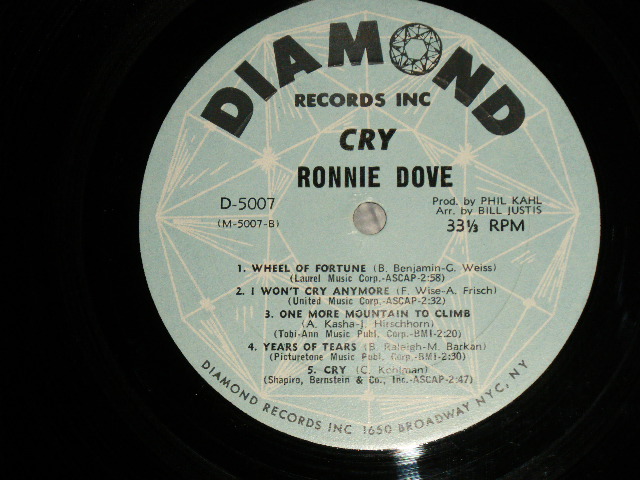 DIAMOND
RECORDS INC
CRY
RONNIE DOVE
D-5007
(M-5007-B)
Prod. by PHIL KAHL
Arr. by BILL JUSTIS
33⅓ RPM
1. WHEEL OF FORTUNE (B. Benjamin-G. Weiss)
(Laurel Music Corp.-ASCAP-2:58)
2. I WON'T CRY ANYMORE (F. Wise-A. Frisch)
(United Music Corp.-ASCAP-2:32)
3. ONE MORE MOUNTAIN TO CLIMB
(A. Kasha-J. Hirschhorn)
(Tobi-Ann Music Publ. Corp.-BMI-2:20)
4. YEARS OF TEARS (B. Raleigh-M. Barkan)
(Picturetone Music Publ. Corp.-BMI-2:30)
5. CRY (C. Kohlman)
(Shapiro, Bernstein & Co., Inc.-ASCAP-2:47)
DIAMOND RECORDS INC 1650 BROADWAY NYC, NY